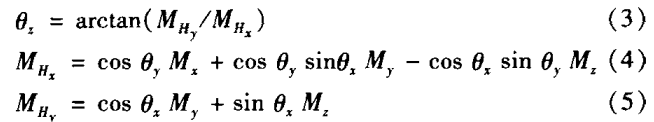 θ_z = arctan(M_{H_y}/M_{H_x}) (3)
M_{H_x} = cos θ_y M_x + cos θ_y sinθ_x M_y − cos θ_x sin θ_y M_z (4)
M_{H_y} = cos θ_x M_y + sin θ_x M_z (5)